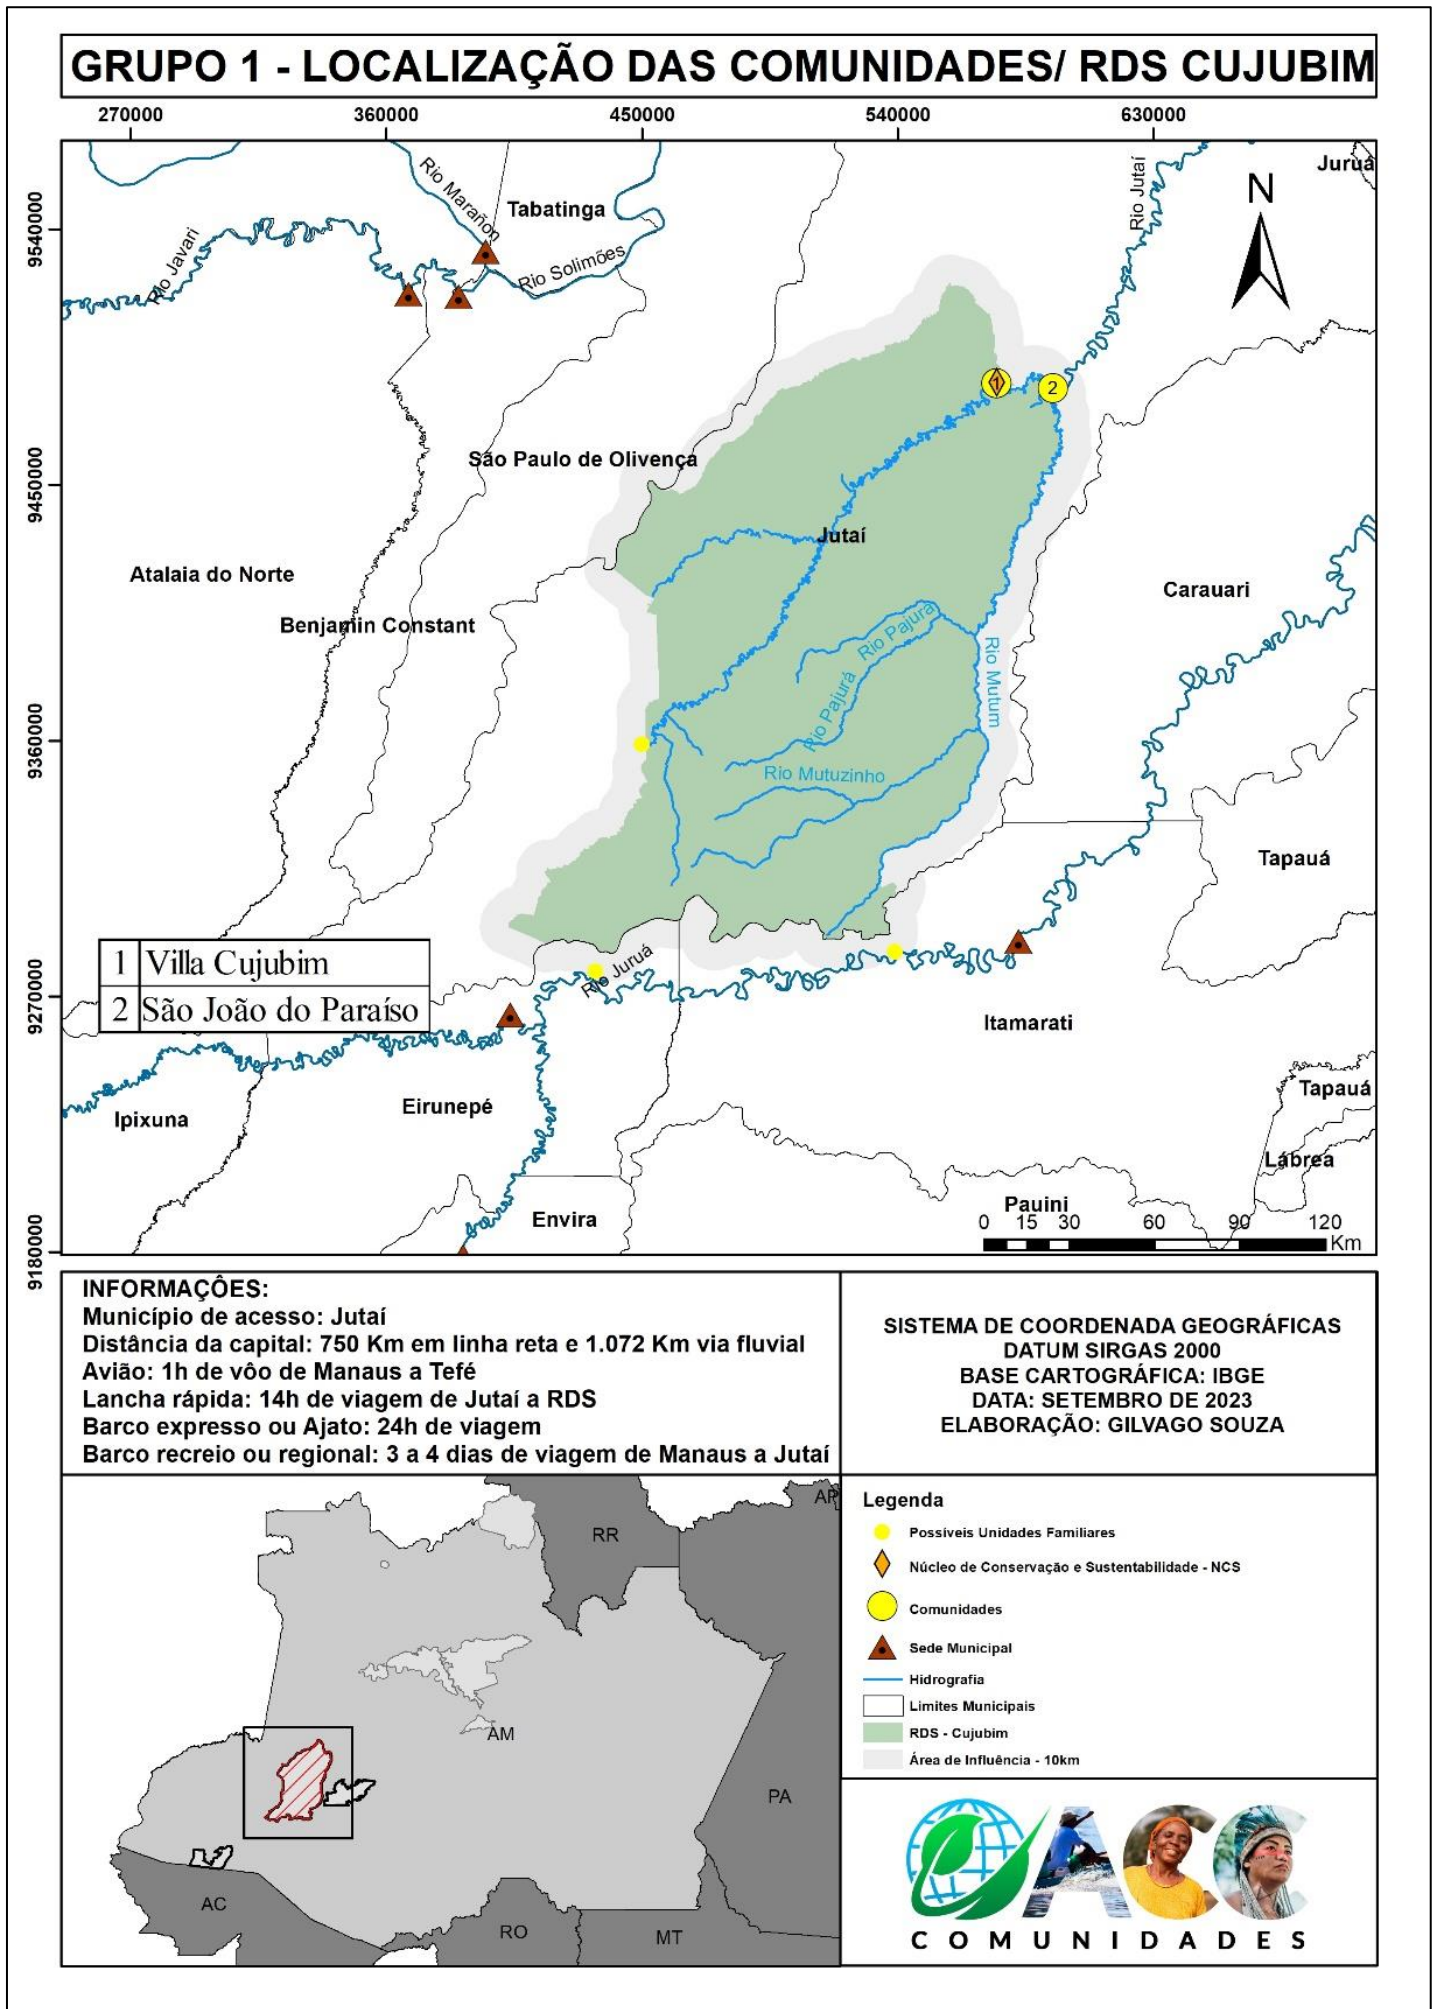 GRUPO 1 - LOCALIZAÇÃO DAS COMUNIDADES/ RDS CUJUBIM
270000 360000 450000 540000 630000
9540000
9450000
9360000
9270000
9180000
Juruá
N
Rio Jutaí
Rio Marañon
Tabatinga
Rio Javari
Rio Solimões
1
2
São Paulo de Olivença
Jutaí
Atalaia do Norte
Carauari
Benjamin Constant
Rio Pajurá
Rio Pajurá
Rio Mutum
Rio Mutuzinho
Tapauá
1 Villa Cujubim
2 São João do Paraíso
Rio Juruá
Itamarati
Tapauá
Eirunepé
Ipixuna
Lábrea
Pauini
Envira
0 15 30 60 90 120
Km
INFORMAÇÔES:
Município de acesso: Jutaí
Distância da capital: 750 Km em linha reta e 1.072 Km via fluvial
Avião: 1h de vôo de Manaus a Tefé
Lancha rápida: 14h de viagem de Jutaí a RDS
Barco expresso ou Ajato: 24h de viagem
Barco recreio ou regional: 3 a 4 dias de viagem de Manaus a Jutaí
SISTEMA DE COORDENADA GEOGRÁFICAS
DATUM SIRGAS 2000
BASE CARTOGRÁFICA: IBGE
DATA: SETEMBRO DE 2023
ELABORAÇÃO: GILVAGO SOUZA
AP
RR
AM
PA
AC
RO
MT
Legenda
Possíveis Unidades Familiares
Núcleo de Conservação e Sustentabilidade - NCS
Comunidades
Sede Municipal
Hidrografia
Limites Municipais
RDS - Cujubim
Área de Influência - 10km
ACC
COMUNIDADES